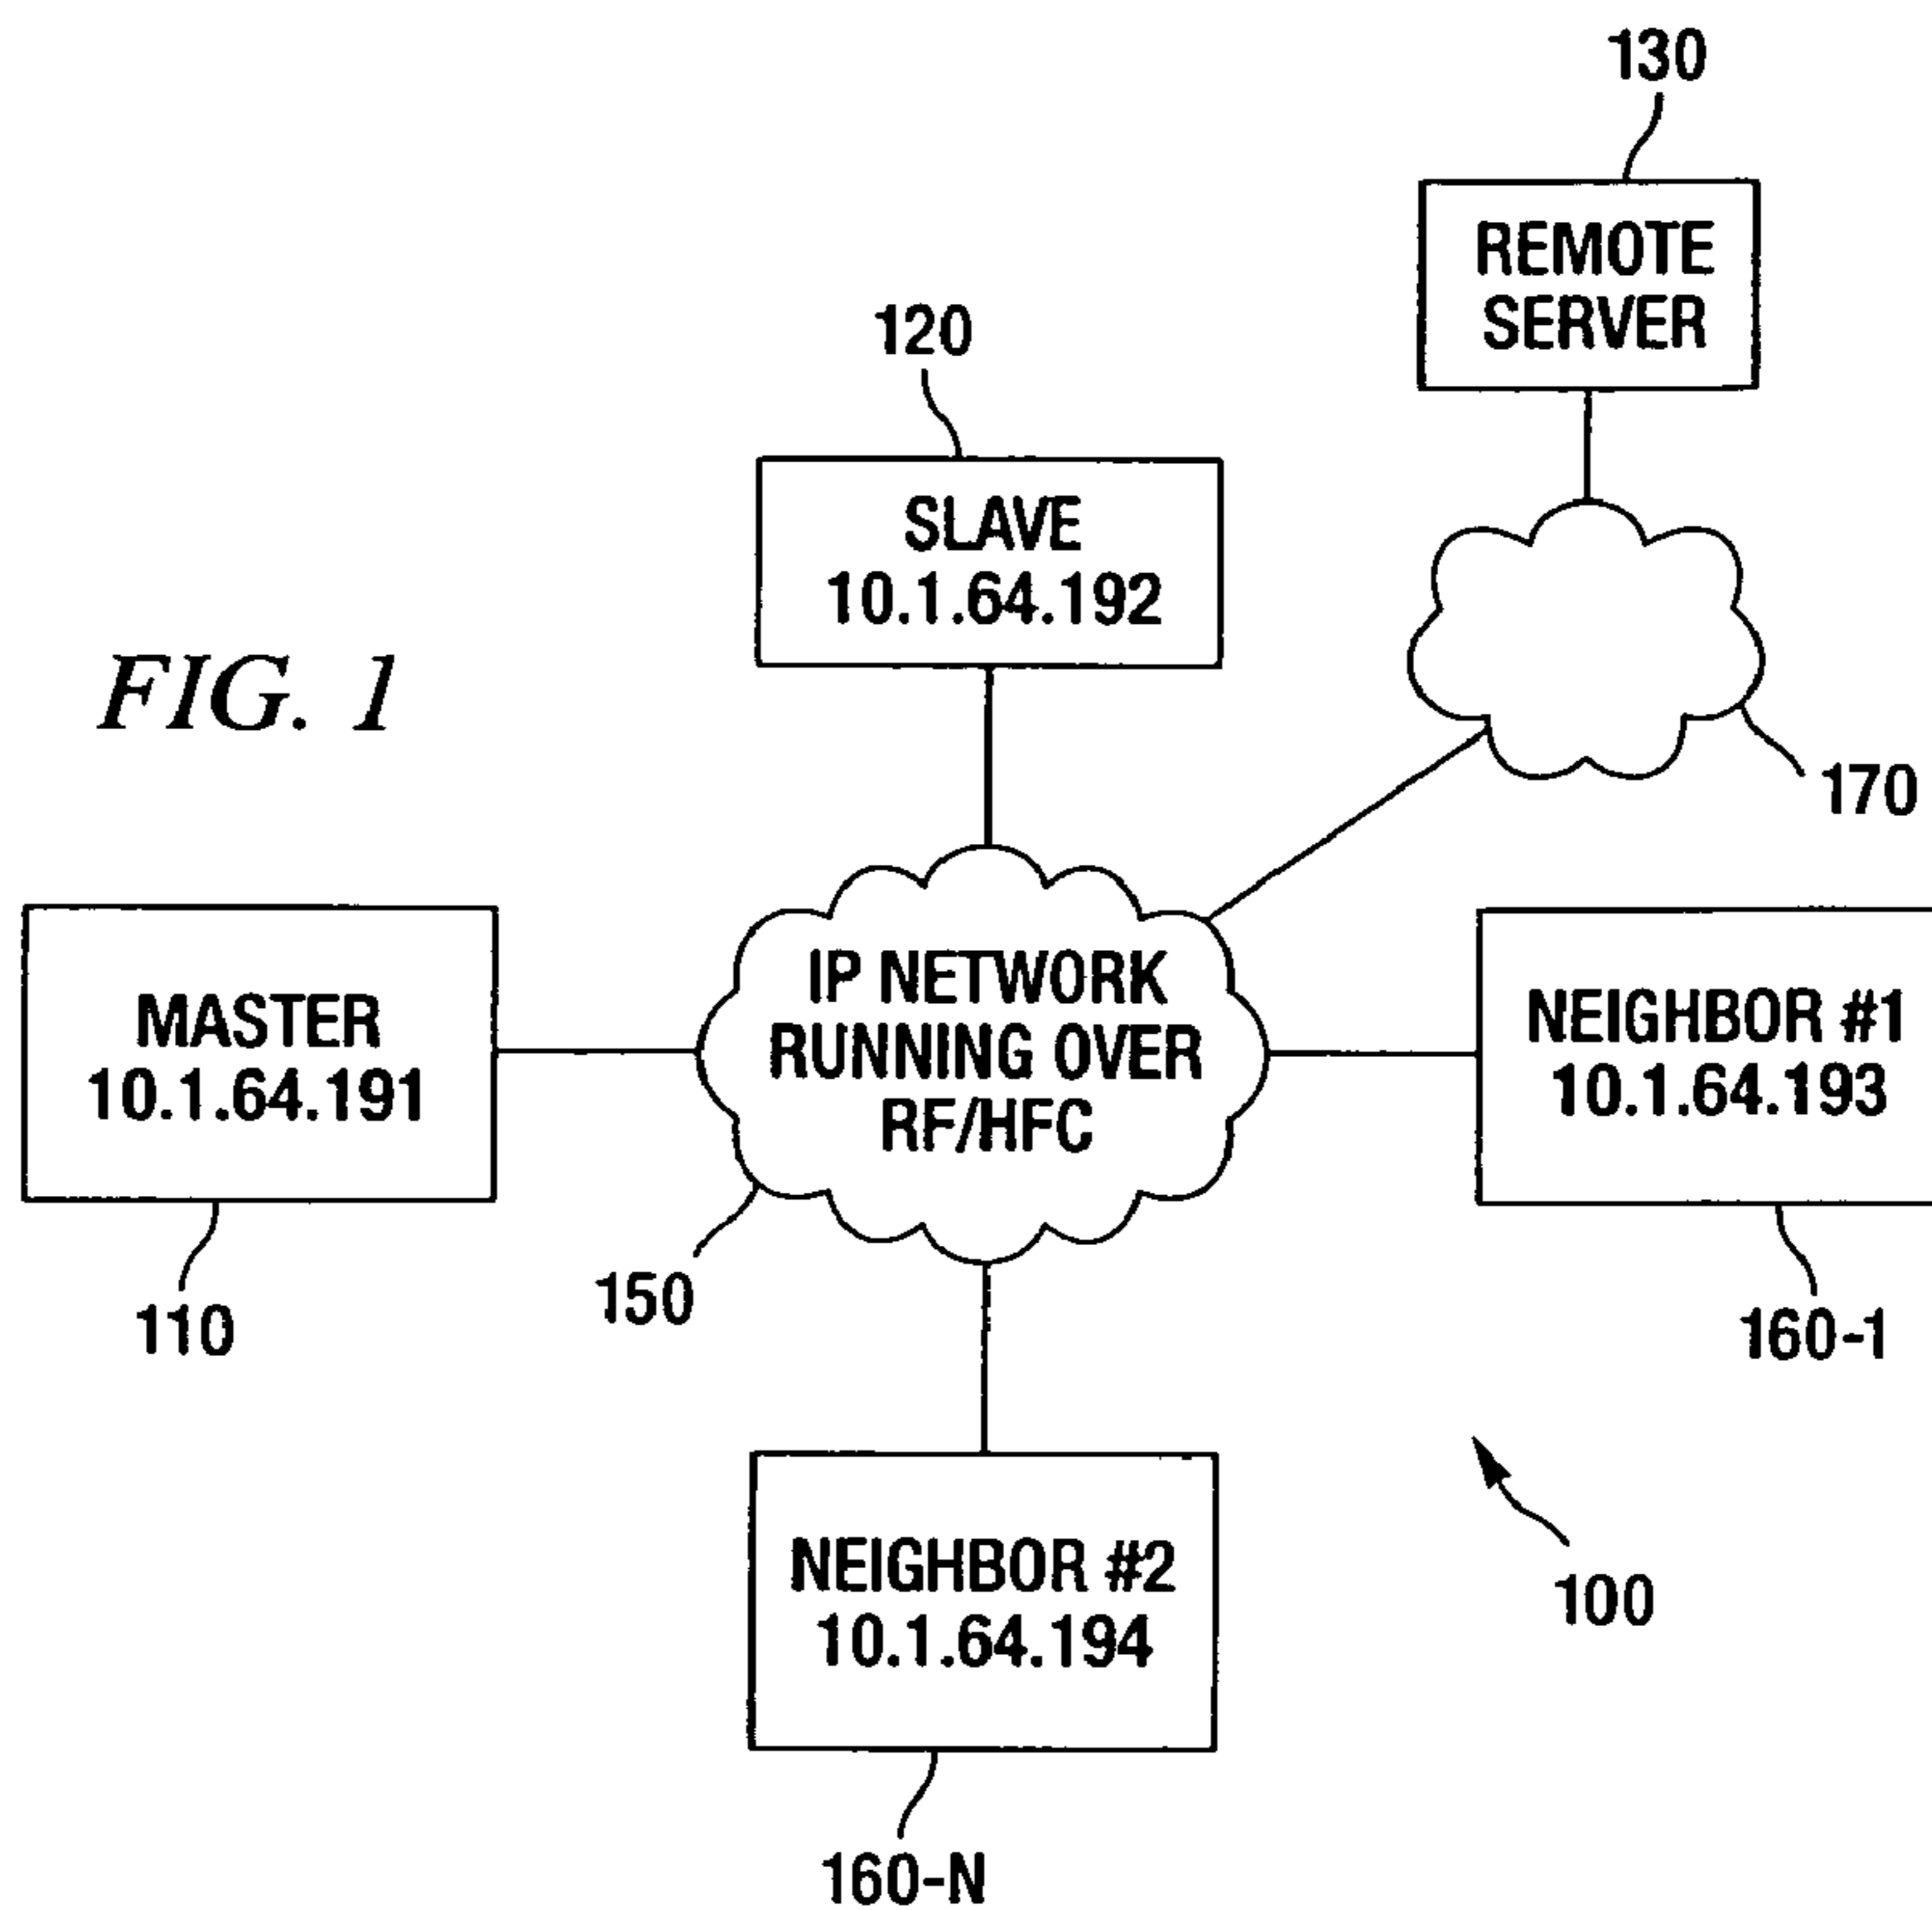 130
REMOTE
SERVER
120
SLAVE
10.1.64.192
FIG. 1
170
IP NETWORK
RUNNING OVER
RF/HFC
MASTER
10.1.64.191
NEIGHBOR #1
10.1.64.193
150
110
160-1
NEIGHBOR #2
10.1.64.194
100
160-N